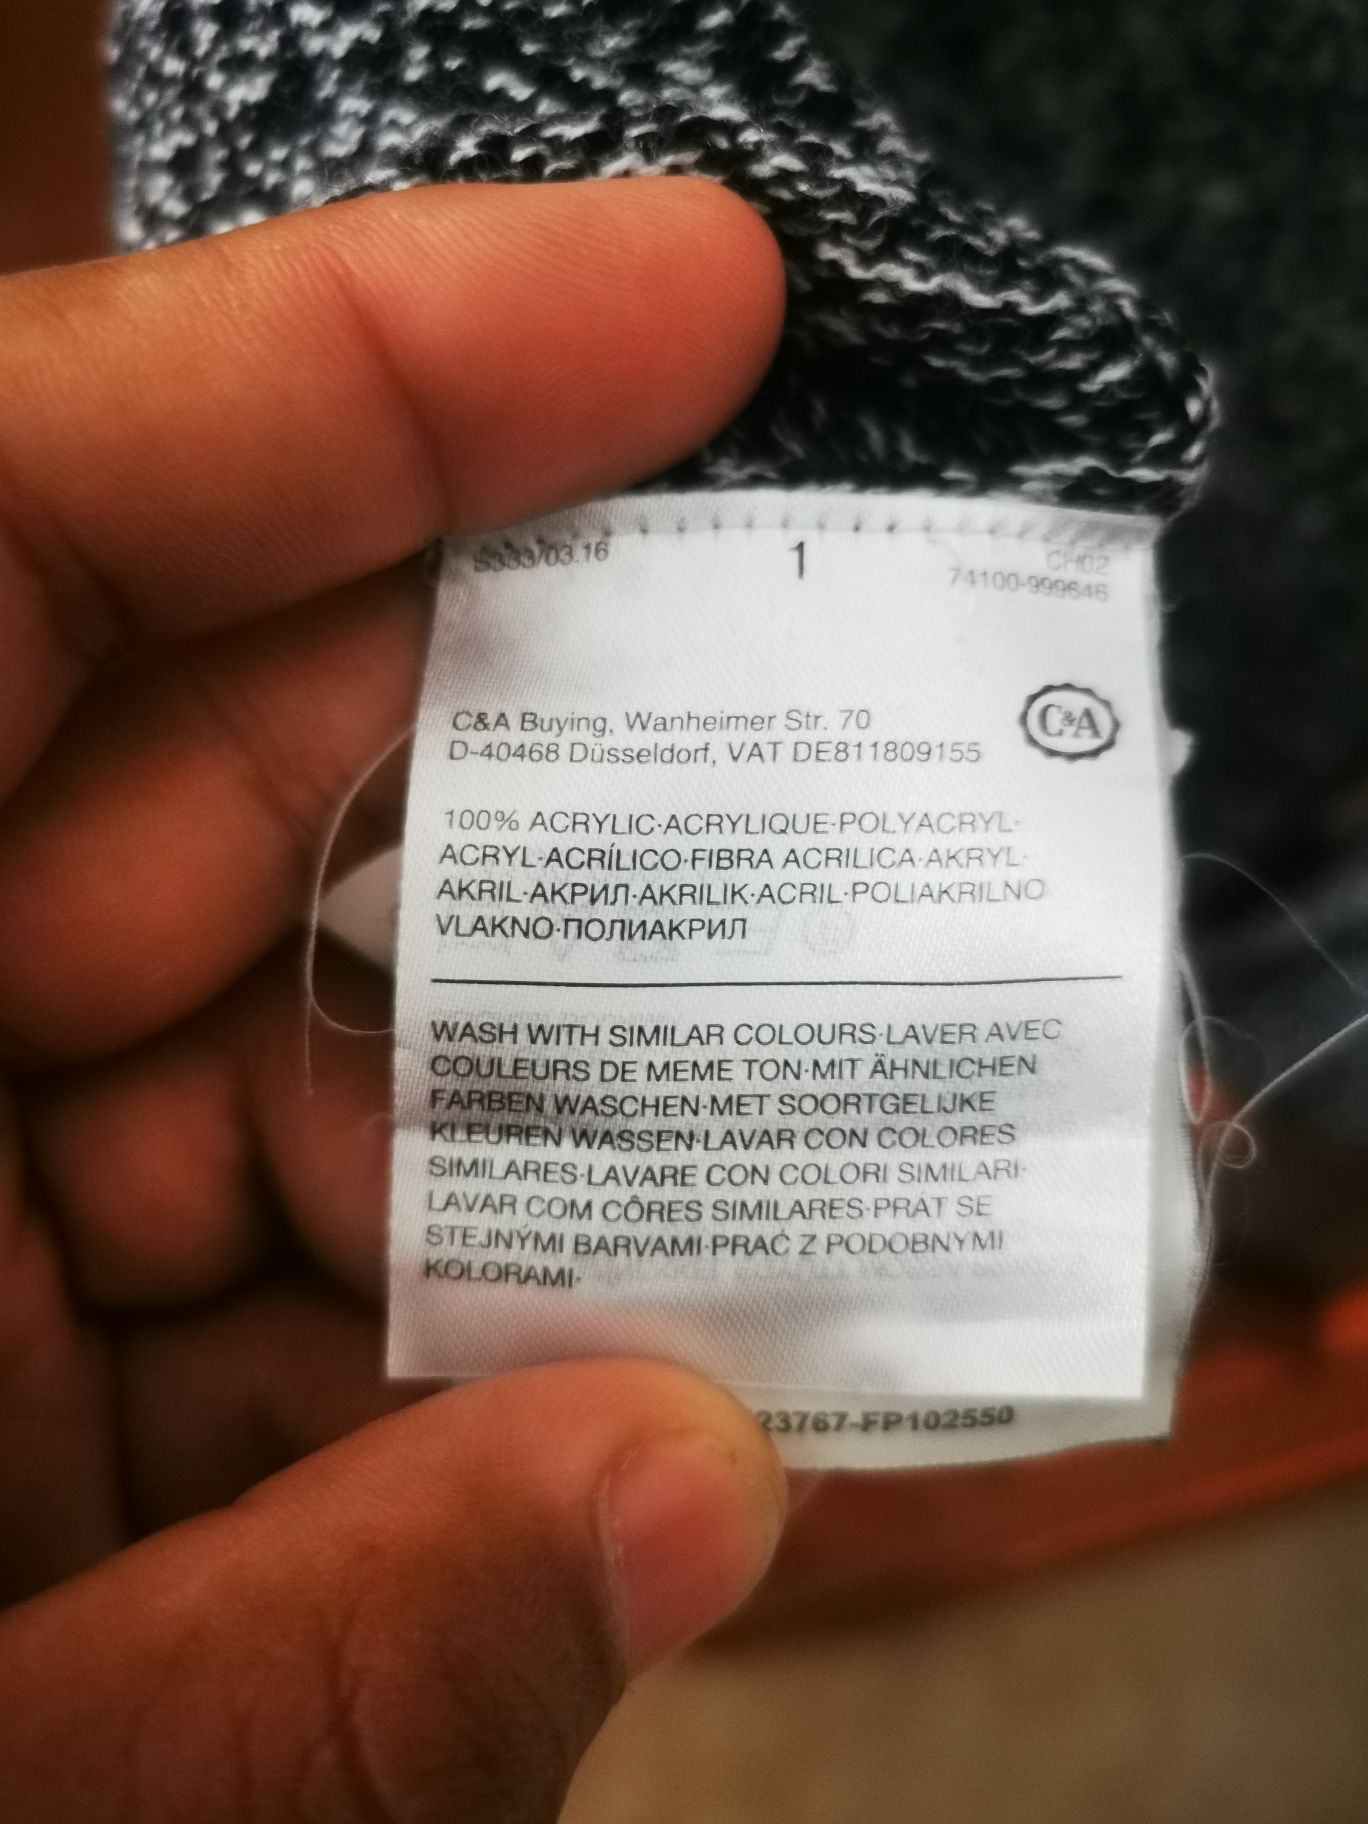 S333/03.16
1
CH02
74100-999646
C&A Buying, Wanheimer Str. 70
D-40468 Düsseldorf, VAT DE811809155
C&A
100% ACRYLIC·ACRYLIQUE·POLYACRYL·
ACRYL·ACRÍLICO·FIBRA ACRILICA·AKRYL·
AKRIL·АКРИЛ·AKRILIK·ACRIL·POLIAKRILNO
VLAKNO·ПОЛИАКРИЛ
WASH WITH SIMILAR COLOURS·LAVER AVEC
COULEURS DE MEME TON·MIT ÄHNLICHEN
FARBEN WASCHEN·MET SOORTGELIJKE
KLEUREN WASSEN·LAVAR CON COLORES
SIMILARES·LAVARE CON COLORI SIMILARI·
LAVAR COM CÔRES SIMILARES·PRÁT SE
STEJNÝMI BARVAMI·PRAĆ Z PODOBNYMI
KOLORAMI·
23767-FP102550